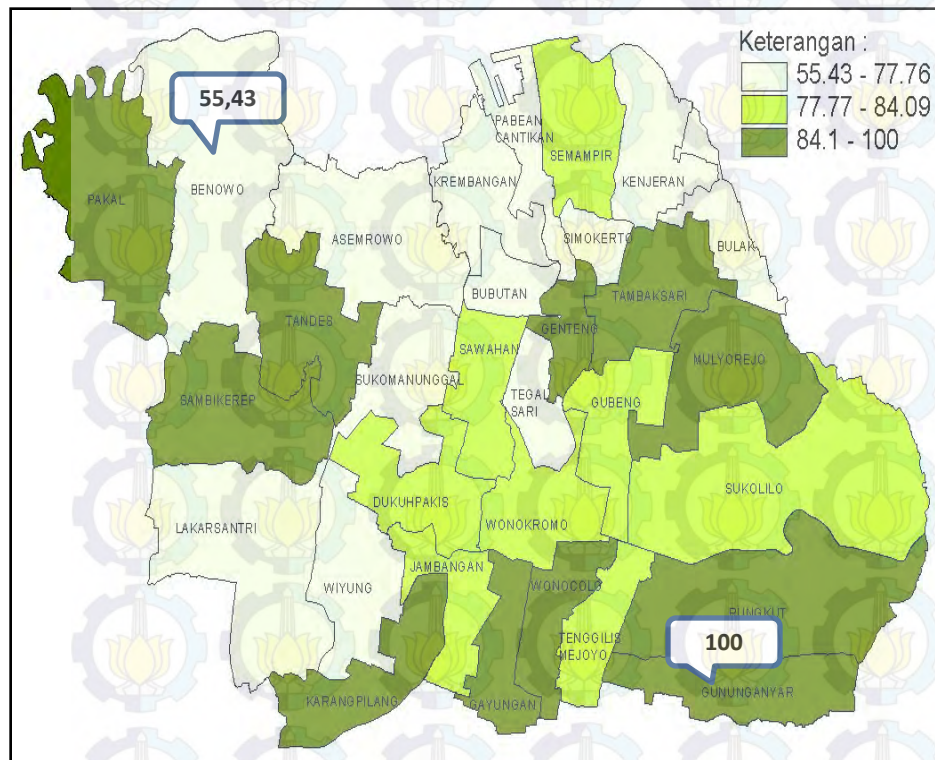 Keterangan :
55.43 - 77.76
77.77 - 84.09
84.1 - 100
55,43
PABEAN
CANTIKAN
SEMAMPIR
KREMBANGAN
KENJERAN
PAKAL
BENOWO
ASEMROWO
SIMOKERTO
BULAK
BUBUTAN
TAMBAKSARI
TANDES
GENTENG
SAWAHAN
MULYOREJO
SUKOMANUNGGAL
TEGAL
SARI
GUBENG
SAMBIKEREP
SUKOLILO
DUKUHPAKIS
WONOKROMO
LAKARSANTRI
JAMBANGAN
WIYUNG
WONOCOLO
RUNGKUT
TENGGILIS
MEJOYO
100
KARANGPILANG
GAYUNGAN
GUNUNGANYAR